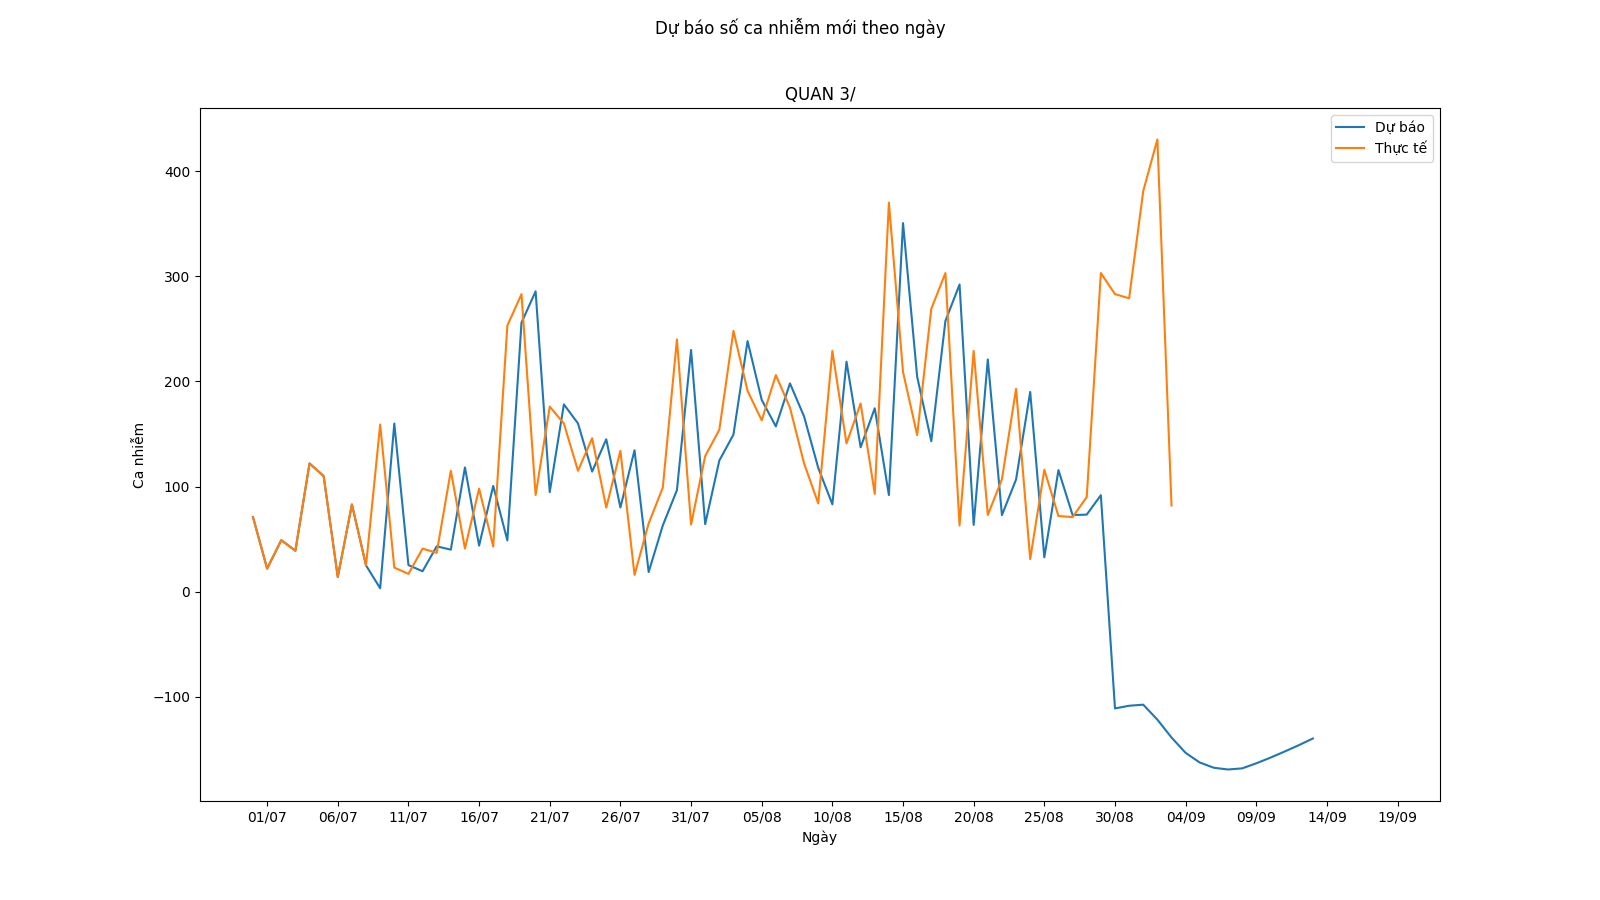 Dự báo số ca nhiễm mới theo ngày
QUAN 3/
Dự báo
Thực tế
400
300
200
100
0
−100
Ca nhiễm
01/07 06/07 11/07 16/07 21/07 26/07 31/07 05/08 10/08 15/08 20/08 25/08 30/08 04/09 09/09 14/09 19/09
Ngày